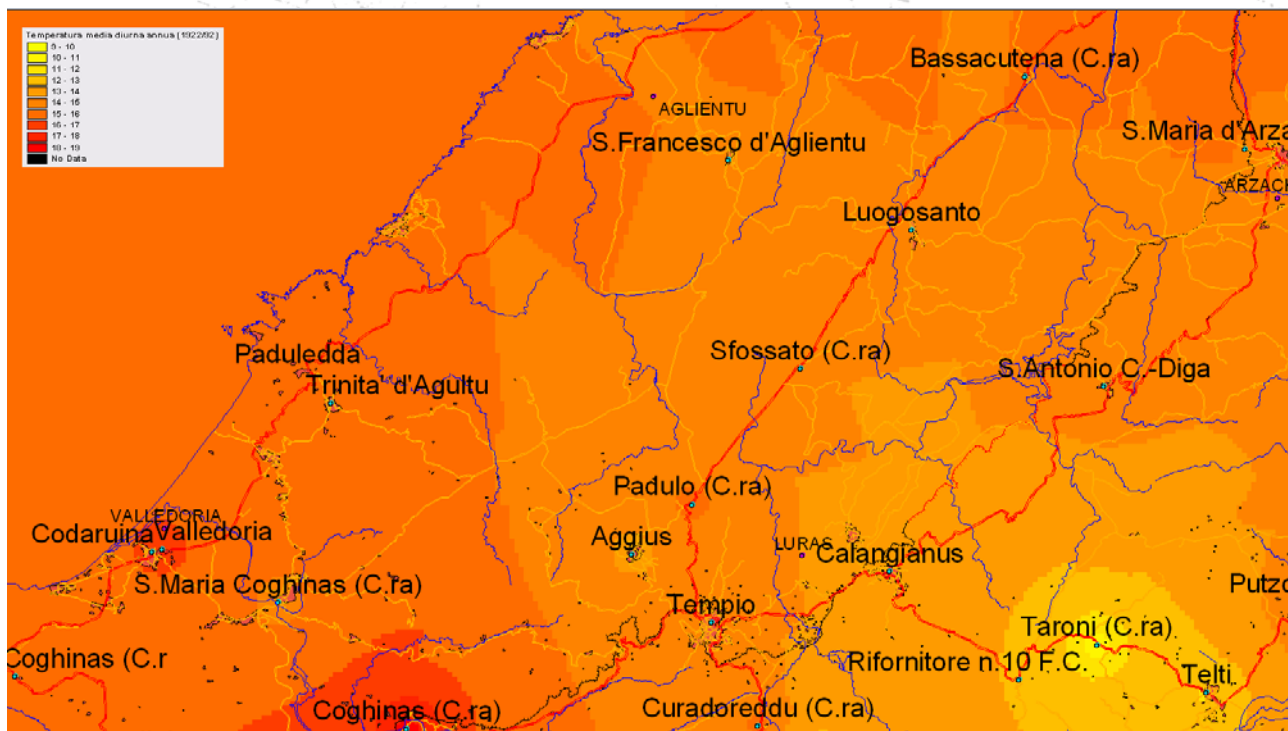 Temperatura media diurna annua (1922/92)
9 - 10
10 - 11
11 - 12
12 - 13
13 - 14
14 - 15
15 - 16
16 - 17
17 - 18
18 - 19
No Data
Bassacutena (C.ra)
AGLIENTU
S.Francesco d'Aglientu
S.Maria d'Arza
ARZACH
Luogosanto
Paduledda
Sfossato (C.ra)
S.Antonio C.-Diga
Trinita' d'Agultu
Padulo (C.ra)
VALLEDORIA
Codaruina
Valledoria
Aggius
LURAS
Calangianus
S.Maria Coghinas (C.ra)
Putzo
Tempio
Taroni (C.ra)
Coghinas (C.r
Rifornitore n.10 F.C.
Telti
Coghinas (C.ra)
Curadoreddu (C.ra)